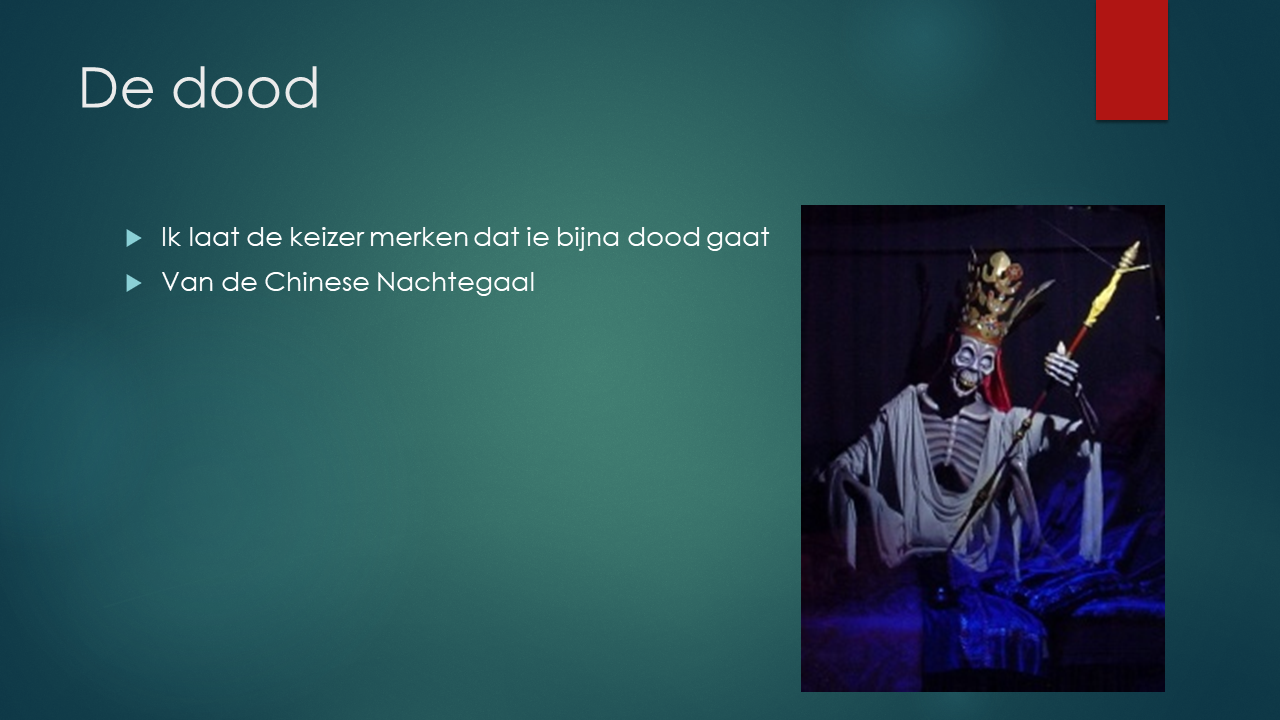 De dood
Ik laat de keizer merken dat ie bijna dood gaat
Van de Chinese Nachtegaal